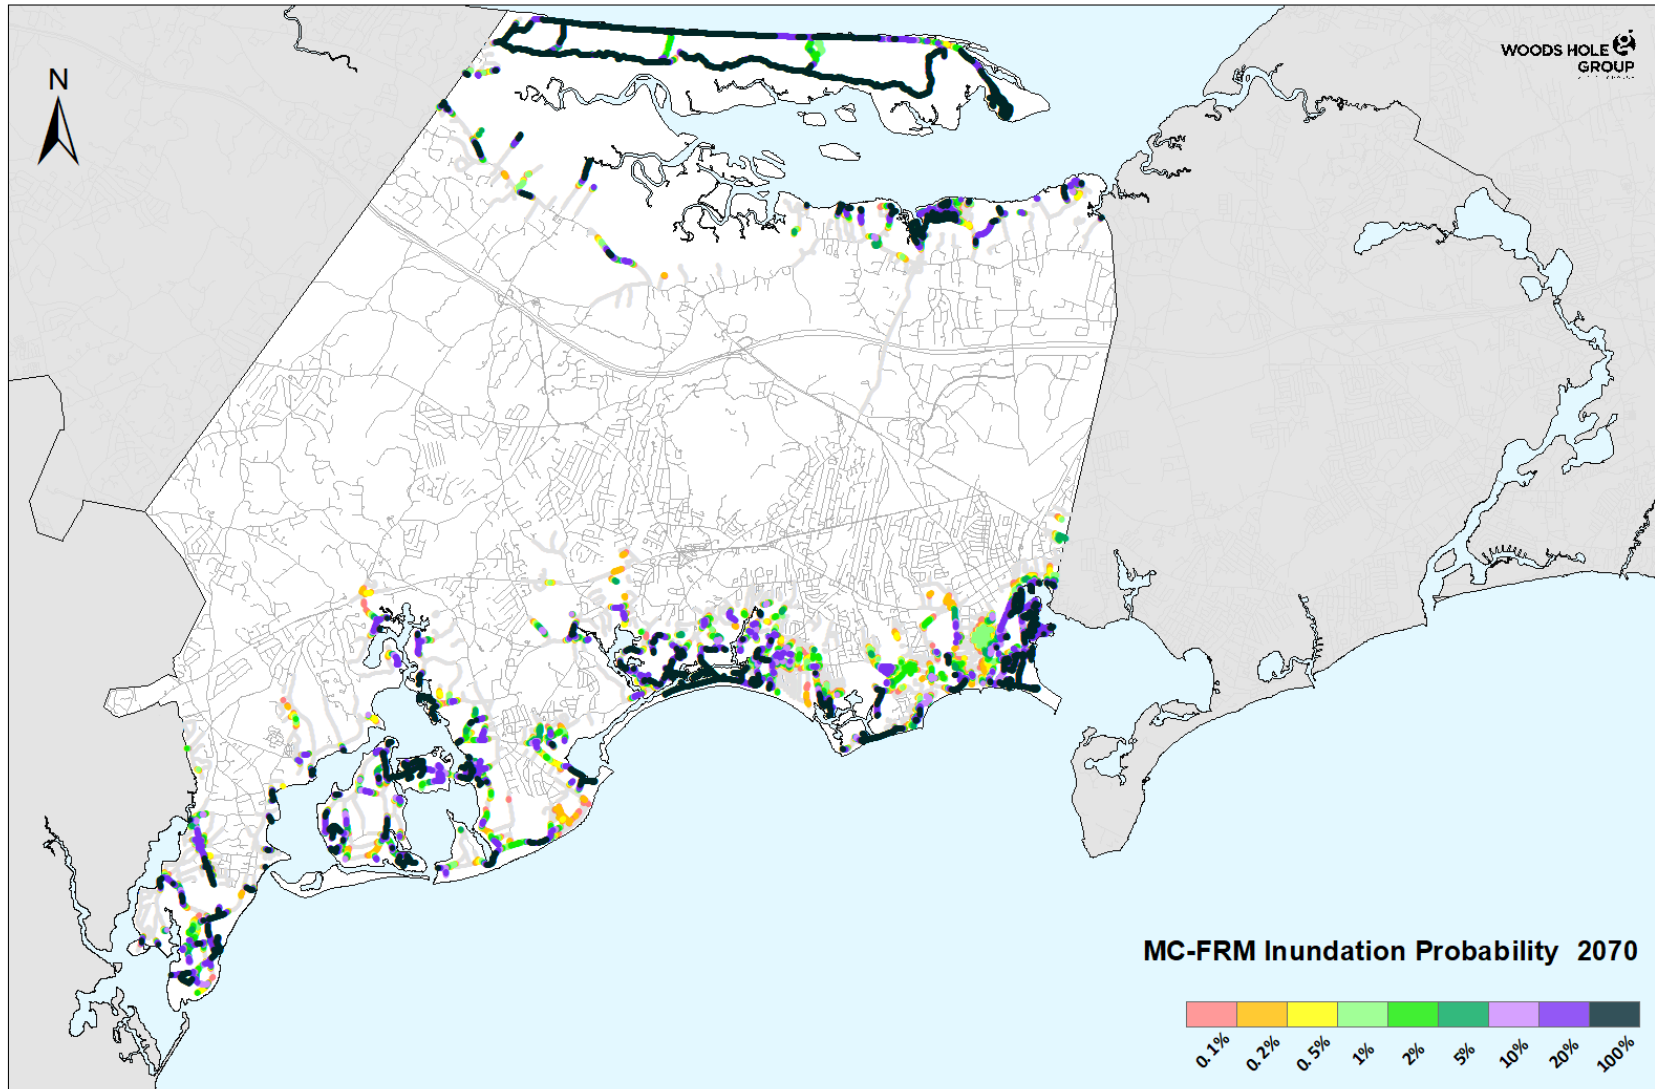 N
WOODS HOLE
GROUP
MC-FRM Inundation Probability 2070
0.1%
0.2%
0.5%
1%
2%
5%
10%
20%
100%